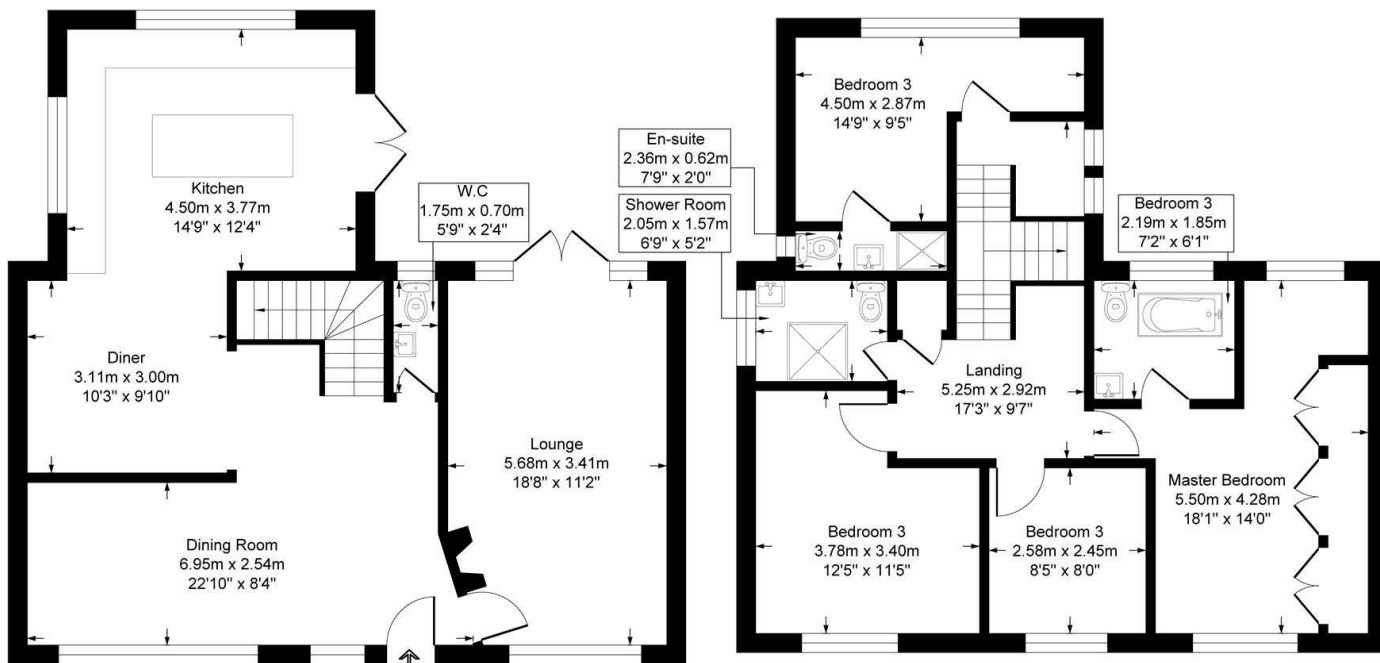 Kitchen
4.50m x 3.77m
14'9" x 12'4"
W.C
1.75m x 0.70m
5'9" x 2'4"
Diner
3.11m x 3.00m
10'3" x 9'10"
Lounge
5.68m x 3.41m
18'8" x 11'2"
Dining Room
6.95m x 2.54m
22'10" x 8'4"
Bedroom 3
4.50m x 2.87m
14'9" x 9'5"
En-suite
2.36m x 0.62m
7'9" x 2'0"
Shower Room
2.05m x 1.57m
6'9" x 5'2"
Bedroom 3
2.19m x 1.85m
7'2" x 6'1"
Landing
5.25m x 2.92m
17'3" x 9'7"
Master Bedroom
5.50m x 4.28m
18'1" x 14'0"
Bedroom 3
3.78m x 3.40m
12'5" x 11'5"
Bedroom 3
2.58m x 2.45m
8'5" x 8'0"